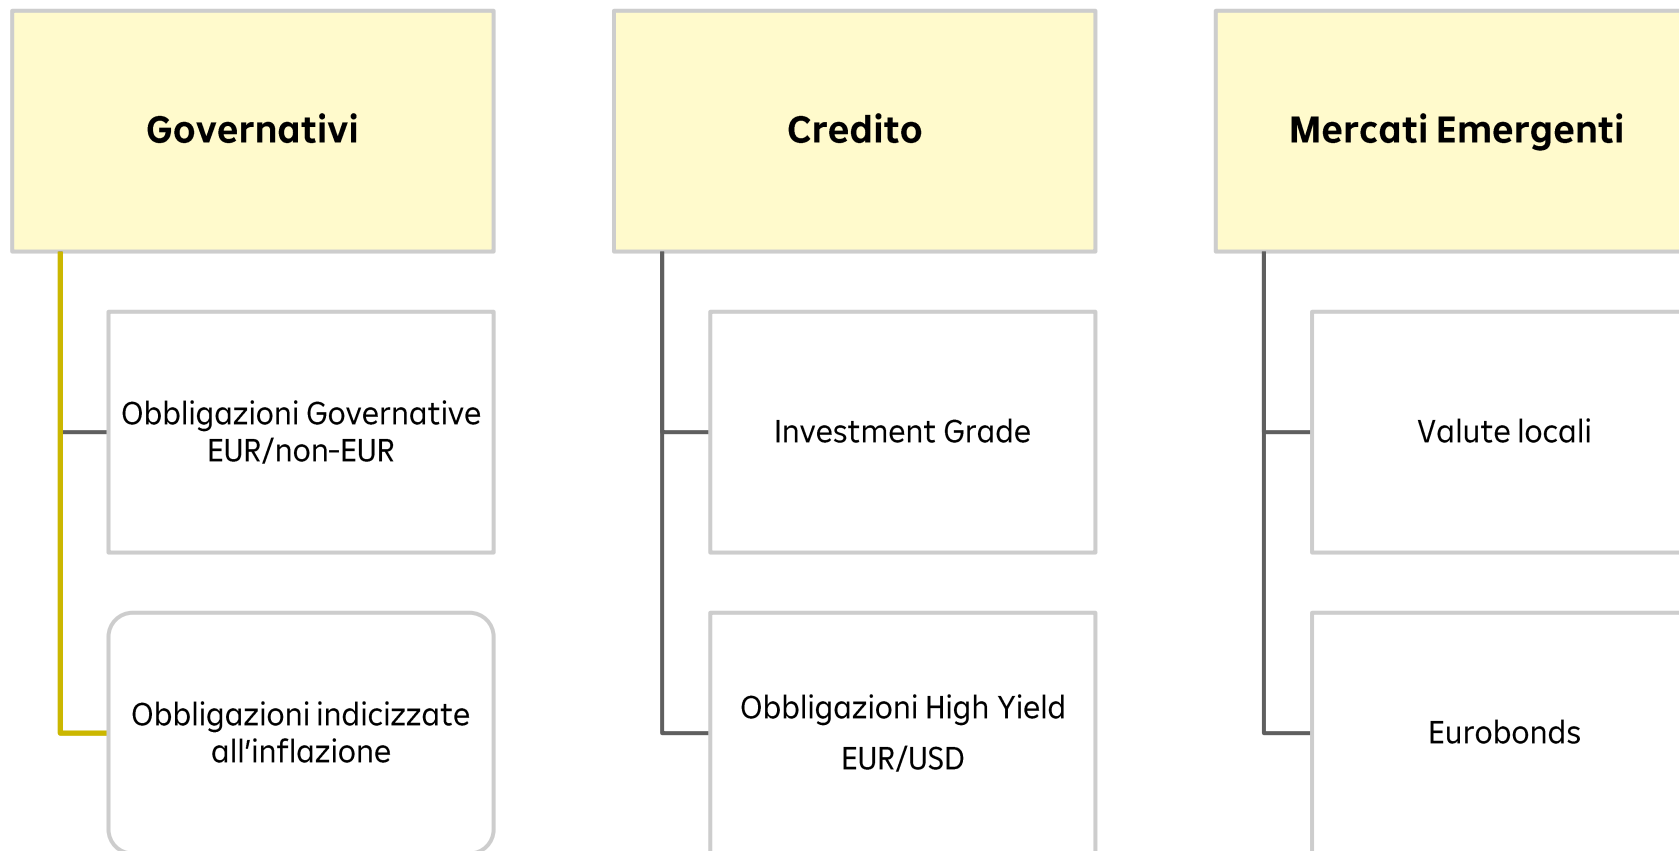 Governativi
Obbligazioni Governative
EUR/non-EUR
Obbligazioni indicizzate
all'inflazione
Credito
Investment Grade
Obbligazioni High Yield
EUR/USD
Mercati Emergenti
Valute locali
Eurobonds